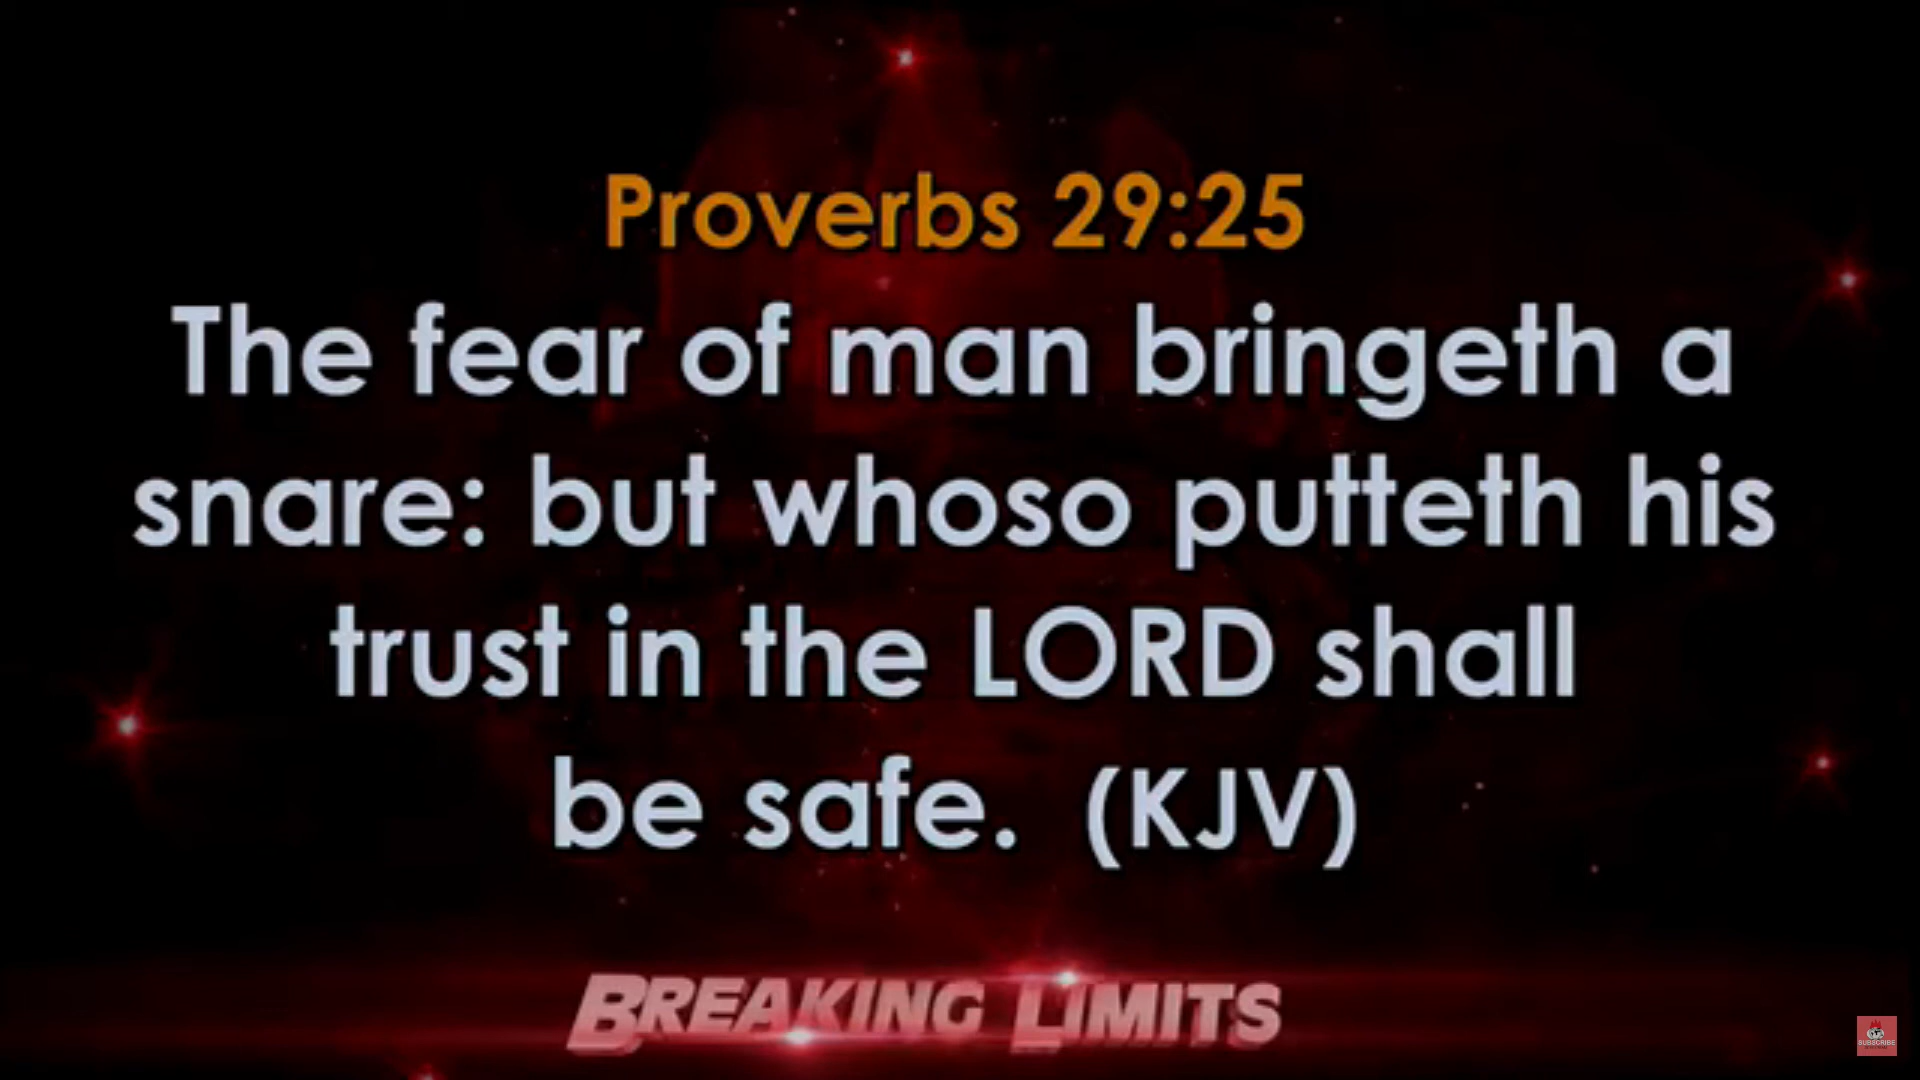 Proverbs 29:25
The fear of man bringeth a
snare: but whoso putteth his
trust in the LORD shall
be safe. (KJV)
BREAKING LIMITS
SUBSCRIBE